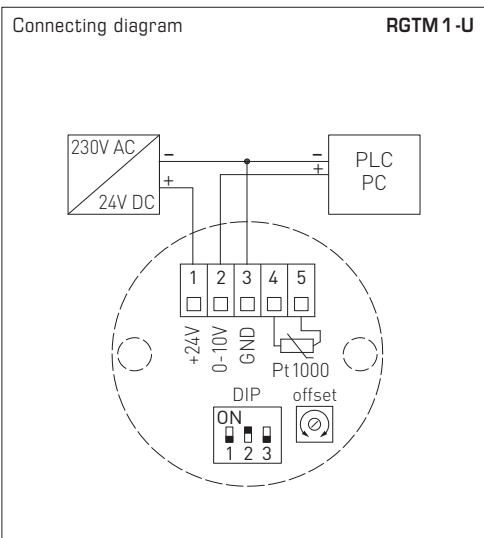 Connecting diagram RGTM 1-U
230V AC
24V DC
–
+
–
+
PLC
PC
1 2 3 4 5
+24V
0-10V
GND
Pt1000
DIP offset
ON
1 2 3